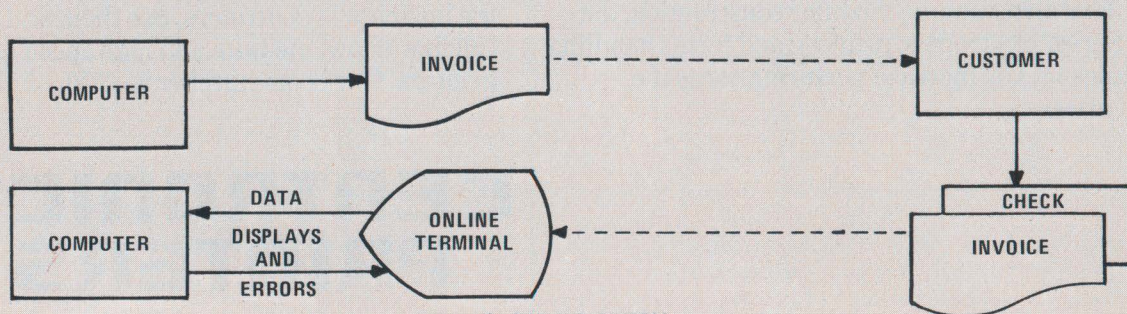 COMPUTER
INVOICE
CUSTOMER
COMPUTER
DATA
DISPLAYS
AND
ERRORS
ONLINE
TERMINAL
CHECK
INVOICE